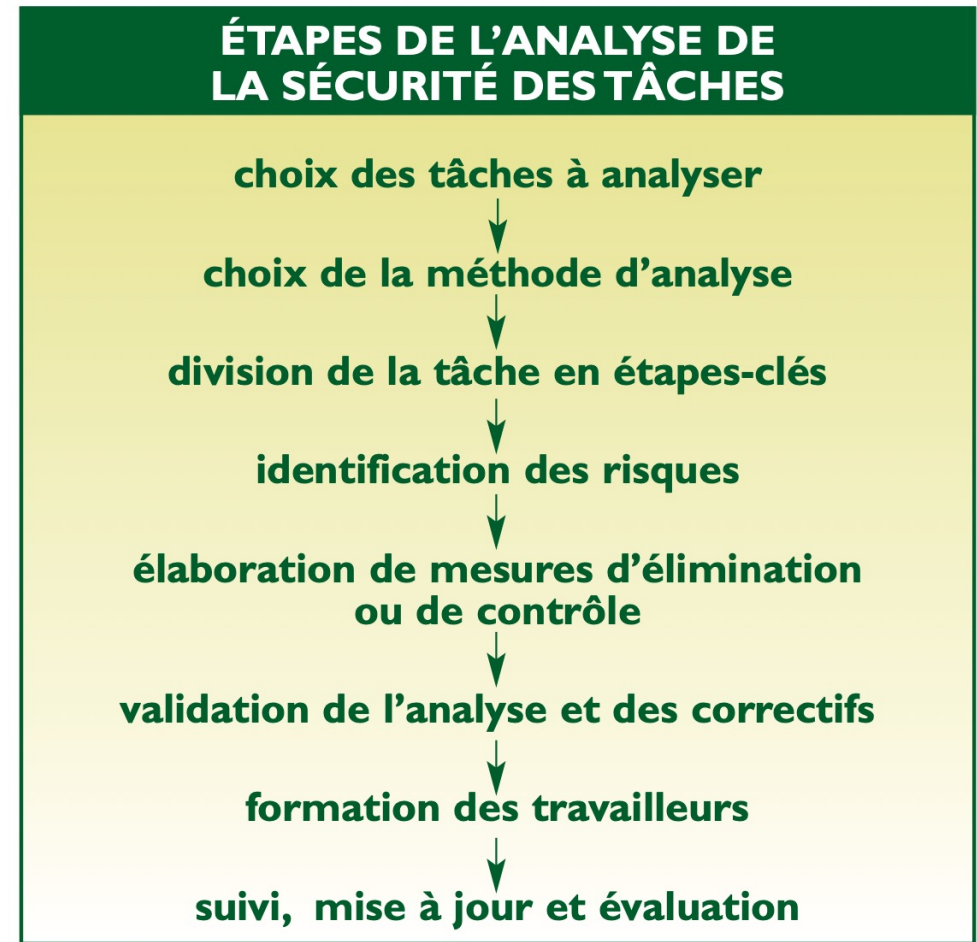 ÉTAPES DE L’ANALYSE DE
LA SÉCURITÉ DES TÂCHES
choix des tâches à analyser
choix de la méthode d’analyse
division de la tâche en étapes-clés
identification des risques
élaboration de mesures d’élimination
ou de contrôle
validation de l’analyse et des correctifs
formation des travailleurs
suivi, mise à jour et évaluation